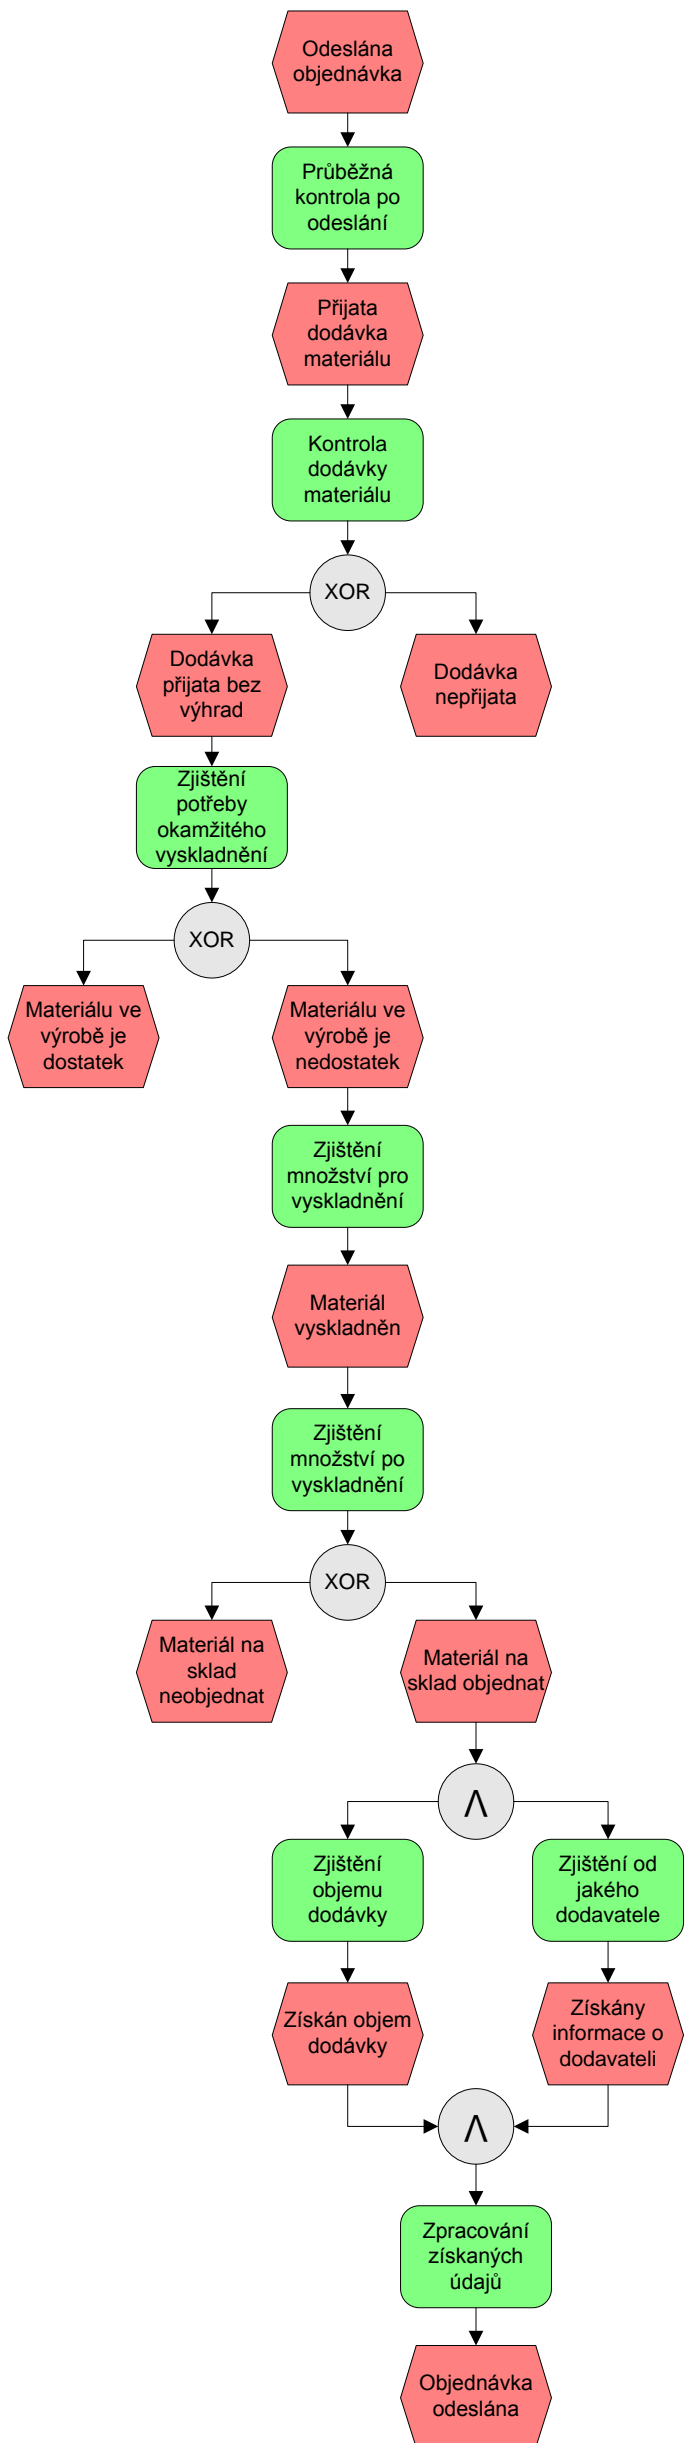 Odeslána
objednávka
Průběžná
kontrola po
odeslání
Přijata
dodávka
materiálu
Kontrola
dodávky
materiálu
XOR
Dodávka
přijata bez
výhrad
Dodávka
nepřijata
Zjištění
potřeby
okamžitého
vyskladnění
XOR
Materiálu ve
výrobě je
dostatek
Materiálu ve
výrobě je
nedostatek
Zjištění
množství pro
vyskladnění
Materiál
vyskladněn
Zjištění
množství po
vyskladnění
XOR
Materiál na
sklad
neobjednat
Materiál na
sklad objednat
Λ
Zjištění
objemu
dodávky
Zjištění od
jakého
dodavatele
Získán objem
dodávky
Získány
informace o
dodavateli
Λ
Zpracování
získaných
údajů
Objednávka
odeslána